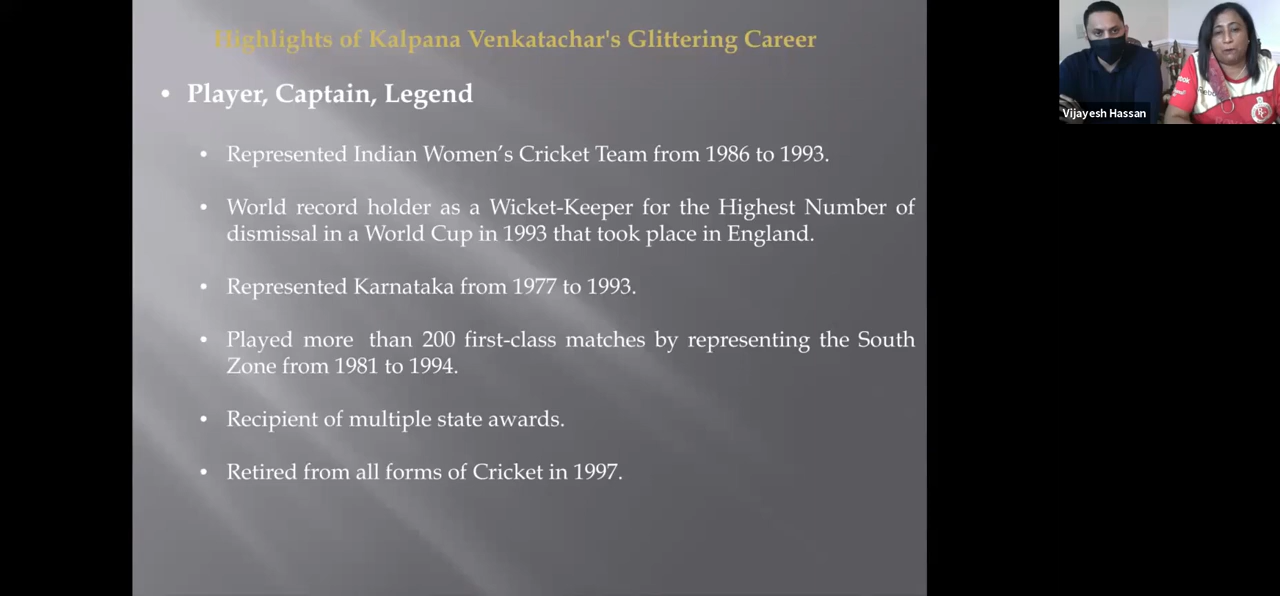 Highlights of Kalpana Venkatachar's Glittering Career
• Player, Captain, Legend
• Represented Indian Women’s Cricket Team from 1986 to 1993.
• World record holder as a Wicket-Keeper for the Highest Number of
dismissal in a World Cup in 1993 that took place in England.
• Represented Karnataka from 1977 to 1993.
• Played more than 200 first-class matches by representing the South
Zone from 1981 to 1994.
• Recipient of multiple state awards.
• Retired from all forms of Cricket in 1997.
Vijayesh Hassan